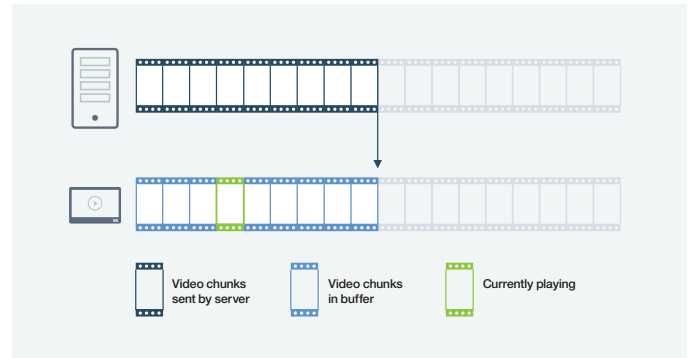 Video chunks
sent by server
Video chunks
in buffer
Currently playing